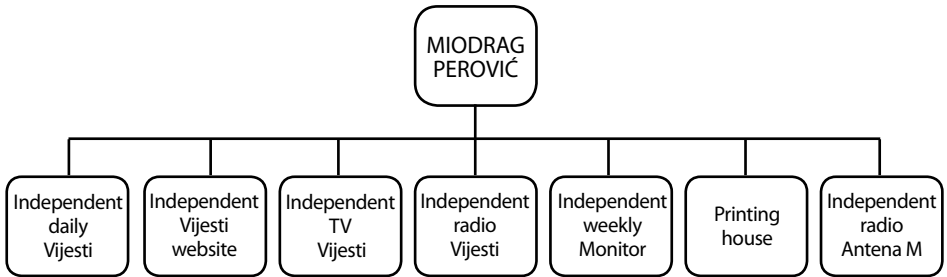 MIODRAG
PEROVIĆ
Independent
daily
Vijesti
Independent
Vijesti
website
Independent
TV
Vijesti
Independent
radio
Vijesti
Independent
weekly
Monitor
Printing
house
Independent
radio
Antena M